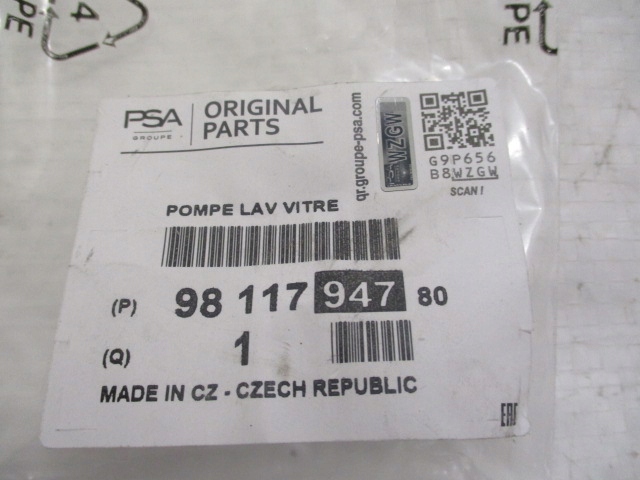 4
PE
PSA
GROUPE
ORIGINAL
PARTS
qr.groupe-psa.com
WZGW
G9P656
B8WZGW
SCAN!
POMPE LAV VITRE
(P) 98 117 947 80
(Q) 1
MADE IN CZ - CZECH REPUBLIC
EAC